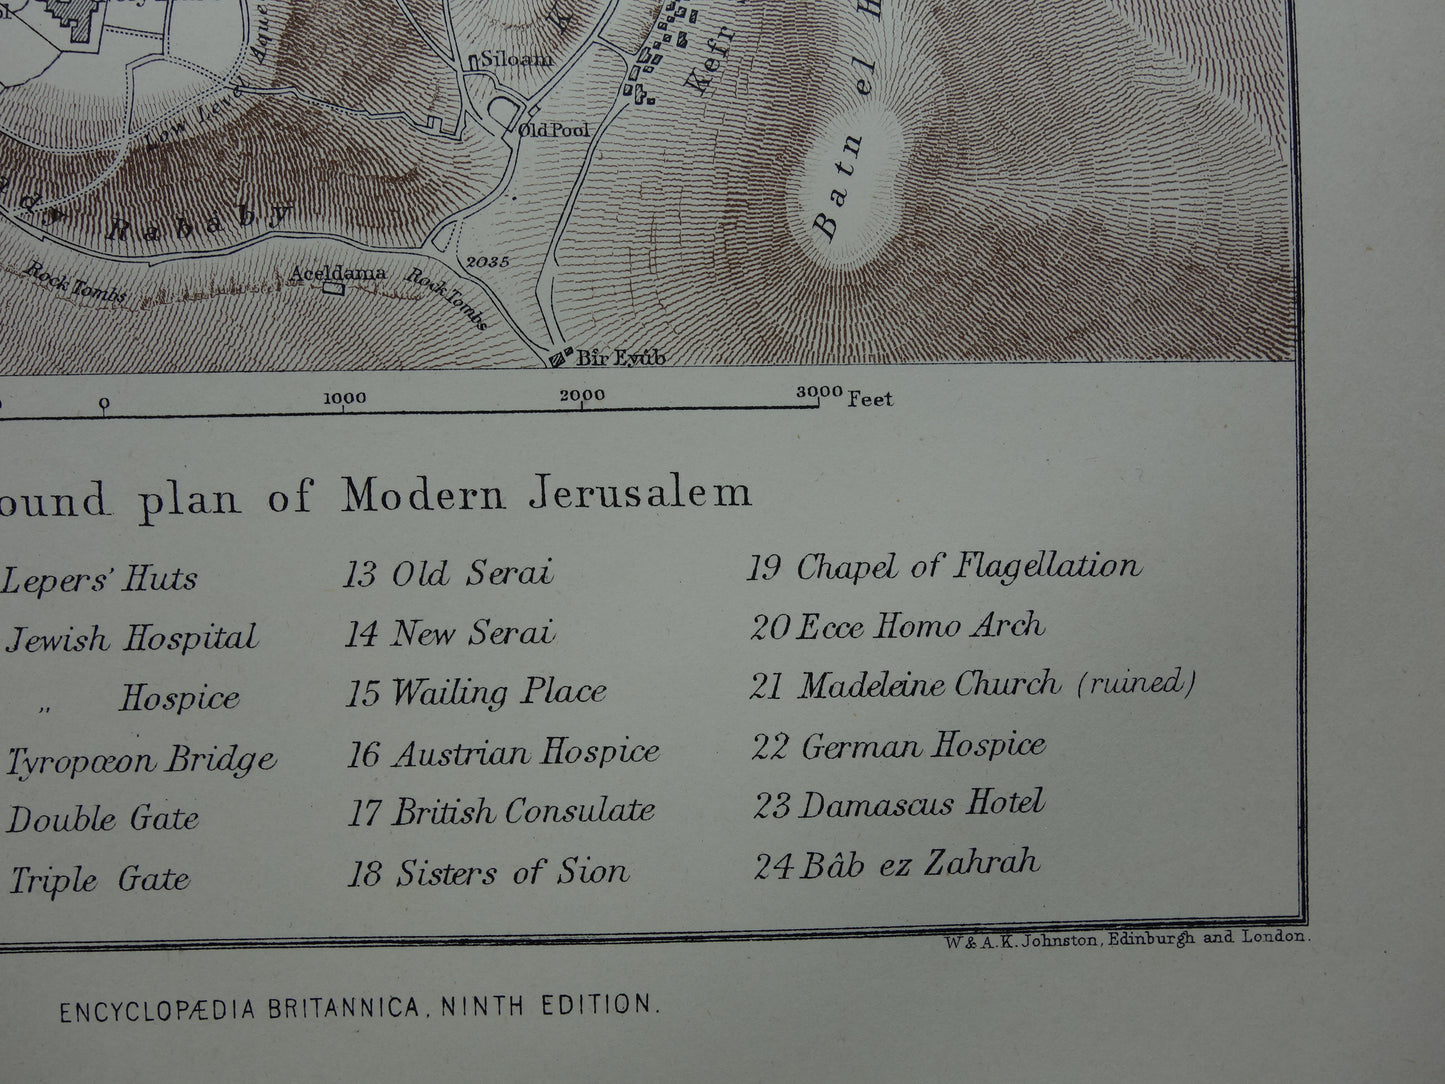 Siloam
Kefr
Old Pool
Low Level Aque
Batn el H
Rababy
2035
Rock Tombs
Aceldama
Rock Tombs
Bîr Eyûb
0 1000 2000 3000 Feet
ound plan of Modern Jerusalem
Lepers' Huts
Jewish Hospital
„ Hospice
Tyropœon Bridge
Double Gate
Triple Gate
13 Old Serai
14 New Serai
15 Wailing Place
16 Austrian Hospice
17 British Consulate
18 Sisters of Sion
19 Chapel of Flagellation
20 Ecce Homo Arch
21 Madeleine Church (ruined)
22 German Hospice
23 Damascus Hotel
24 Bâb ez Zahrah
W & A.K. Johnston, Edinburgh and London.
ENCYCLOPÆDIA BRITANNICA, NINTH EDITION.